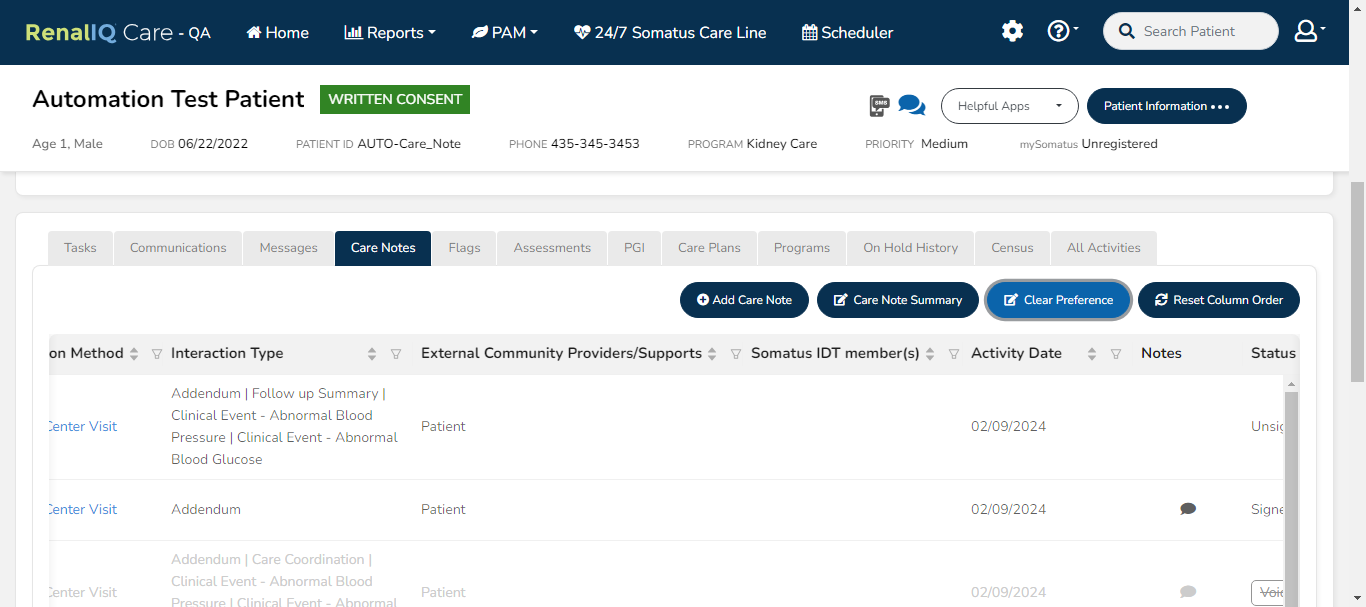 RenalIQ Care - QA Home Reports PAM 24/7 Somatus Care Line Scheduler Search Patient
Automation Test Patient WRITTEN CONSENT SMS Helpful Apps Patient Information
Age 1, Male DOB 06/22/2022 PATIENT ID AUTO-Care_Note PHONE 435-345-3453 PROGRAM Kidney Care PRIORITY Medium mySomatus Unregistered
Tasks Communications Messages Care Notes Flags Assessments PGI Care Plans Programs On Hold History Census All Activities
Add Care Note Care Note Summary Clear Preference Reset Column Order
on Method Interaction Type External Community Providers/Supports Somatus IDT member(s) Activity Date Notes Status
Addendum | Follow up Summary |
Clinical Event - Abnormal Blood
Center Visit Pressure | Clinical Event - Abnormal Patient 02/09/2024 Unsig
Blood Glucose
Center Visit Addendum Patient 02/09/2024 Signe
Addendum | Care Coordination |
Clinical Event - Abnormal Blood
Center Visit Patient 02/09/2024 Void
Pressure | Clinical Event - Abnormal